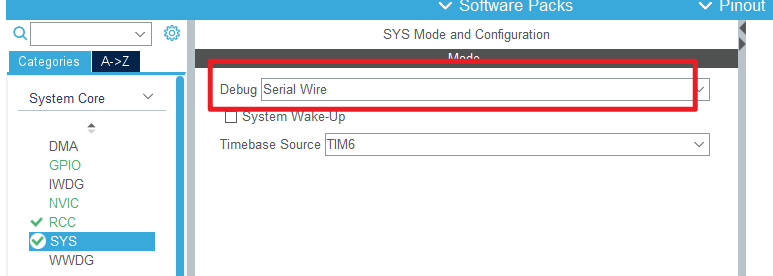 Software Packs
Pinout
SYS Mode and Configuration
Categories
A->Z
Mode
Debug
Serial Wire
System Core
System Wake-Up
Timebase Source
TIM6
DMA
GPIO
IWDG
NVIC
RCC
SYS
WWDG